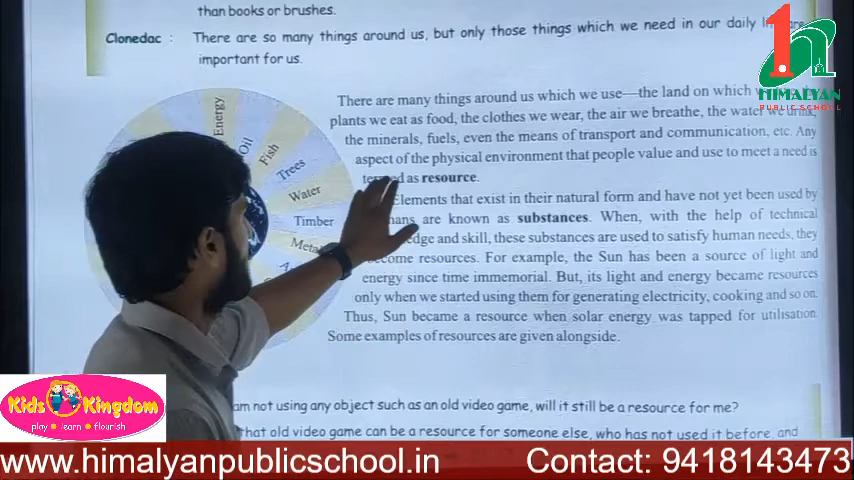 than books or brushes.
Clonedac : There are so many things around us, but only those things which we need in our daily
important for us.
There are many things around us which we use—the land on which
plants we eat as food, the clothes we wear, the air we breathe, the water we drink,
the minerals, fuels, even the means of transport and communication, etc. Any
aspect of the physical environment that people value and use to meet a need is
as resource.
Elements that exist in their natural form and have not yet been used by
are known as substances. When, with the help of technical
and skill, these substances are used to satisfy human needs, they
become resources. For example, the Sun has been a source of light and
energy since time immemorial. But, its light and energy became resources
only when we started using them for generating electricity, cooking and so on.
Thus, Sun became a resource when solar energy was tapped for utilisation.
Some examples of resources are given alongside.
Energy
Oil
Fish
Trees
Water
Timber
am not using any object such as an old video game, will it still be a resource for me?
that old video game can be a resource for someone else, who has not used it before, and
1
HIMALYAN
PUBLIC SCHOOL
Kids Kingdom
play learn flourish
www.himalyanpublicschool.in Contact: 9418143473